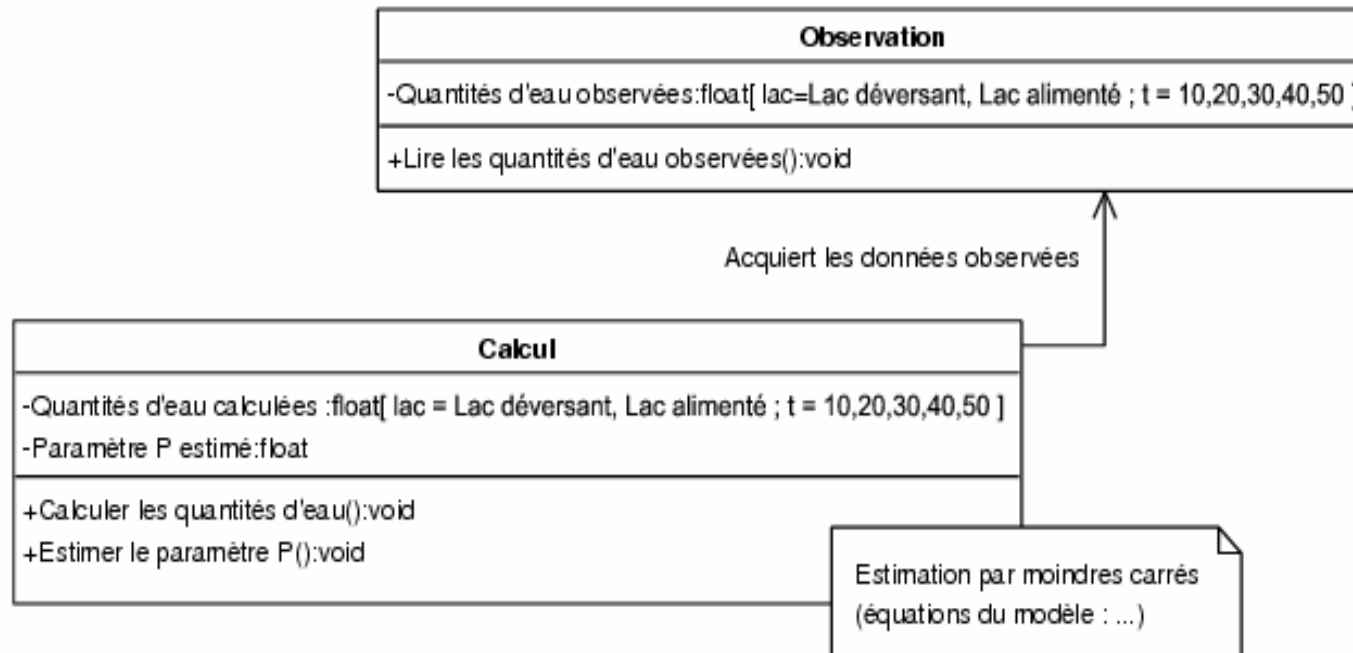 Observation
-Quantités d'eau observées:float[ lac=Lac déversant, Lac alimenté ; t = 10,20,30,40,50 ]
+Lire les quantités d'eau observées():void
Acquiert les données observées
Calcul
-Quantités d'eau calculées :float[ lac = Lac déversant, Lac alimenté ; t = 10,20,30,40,50 ]
-Paramètre P estimé:float
+Calculer les quantités d'eau():void
+Estimer le paramètre P():void
Estimation par moindres carrés
(équations du modèle : ...)